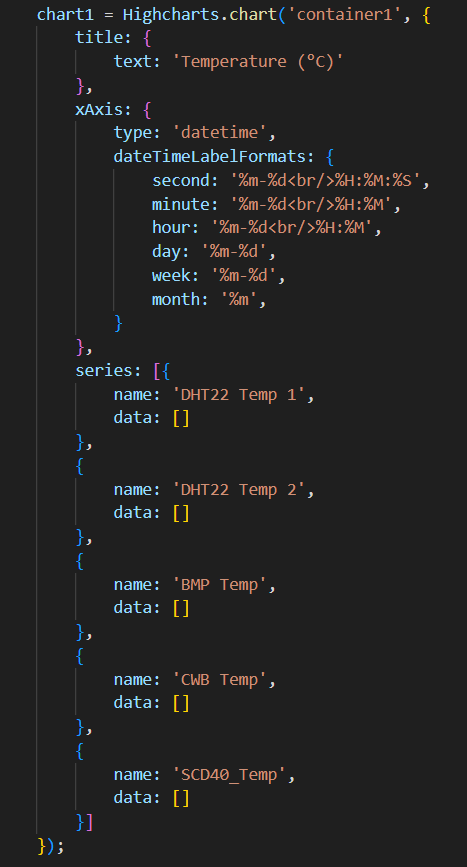 chart1 = Highcharts.chart('container1', {
    title: {
        text: 'Temperature (ºC)'
    },
    xAxis: {
        type: 'datetime',
        dateTimeLabelFormats: {
            second: '%m-%d<br/>%H:%M:%S',
            minute: '%m-%d<br/>%H:%M',
            hour: '%m-%d<br/>%H:%M',
            day: '%m-%d',
            week: '%m-%d',
            month: '%m',
        }
    },
    series: [{
        name: 'DHT22 Temp 1',
        data: []
    },
    {
        name: 'DHT22 Temp 2',
        data: []
    },
    {
        name: 'BMP Temp',
        data: []
    },
    {
        name: 'CWB Temp',
        data: []
    },
    {
        name: 'SCD40_Temp',
        data: []
    }]
});